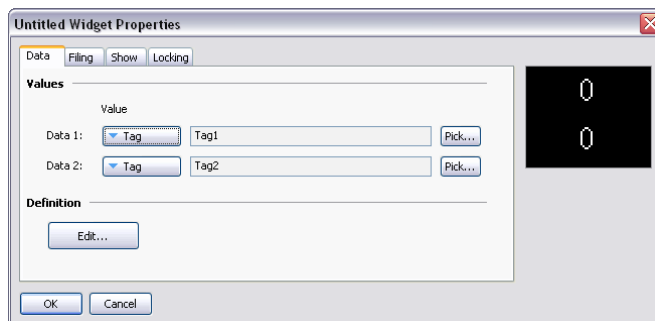 Untitled Widget Properties
Data Filing Show Locking
Values
Value
Data 1: Tag Tag1 Pick...
Data 2: Tag Tag2 Pick...
Definition
Edit...
OK Cancel
0
0